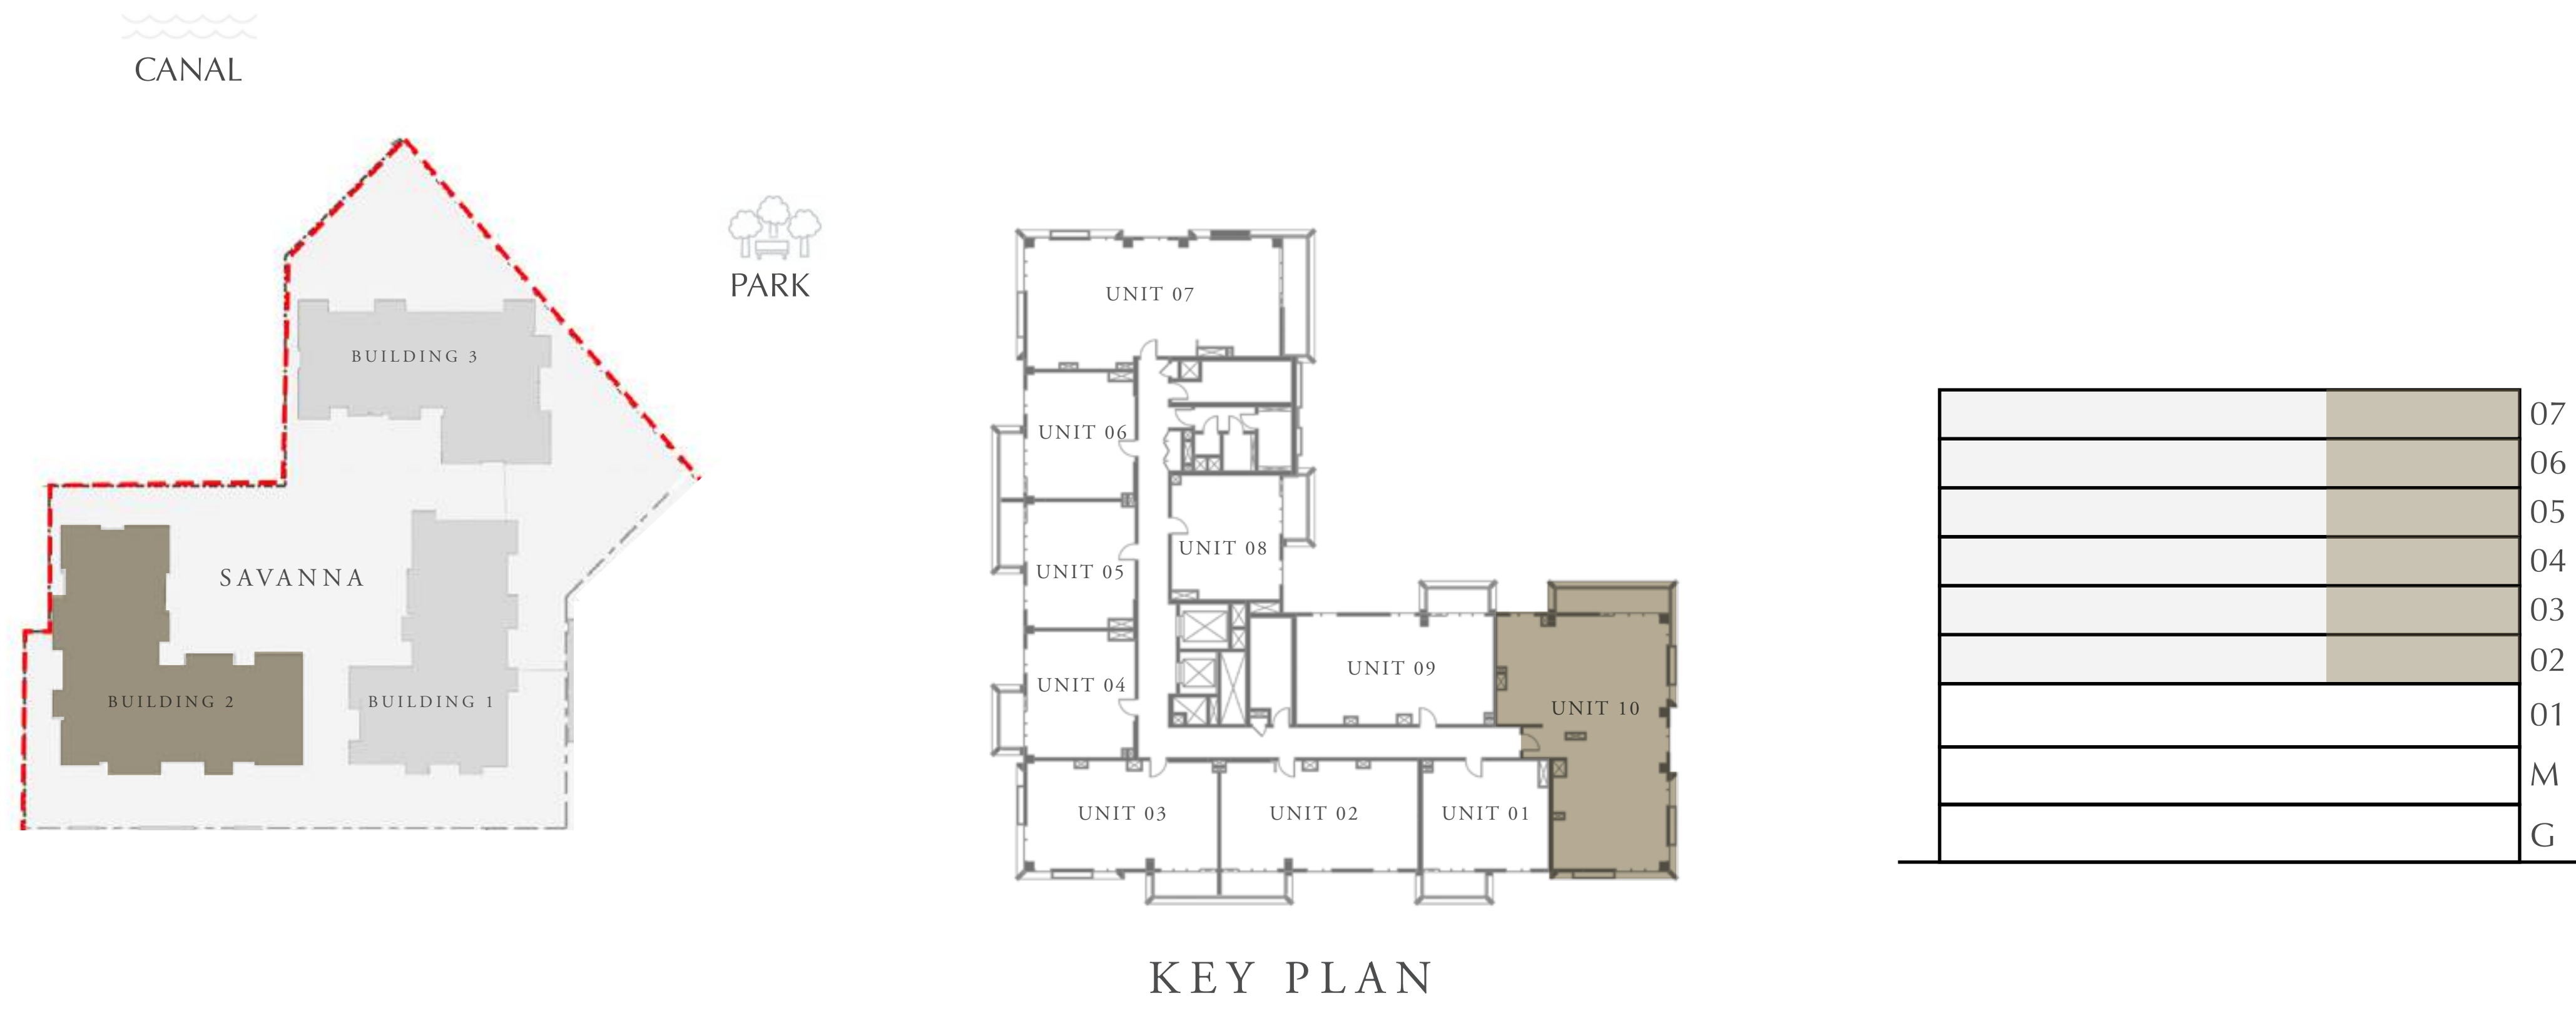 CANAL
PARK
BUILDING 3
SAVANNA
BUILDING 2
BUILDING 1
UNIT 07
UNIT 06
UNIT 08
UNIT 05
UNIT 09
UNIT 04
UNIT 10
UNIT 03
UNIT 02
UNIT 01
KEY PLAN
07
06
05
04
03
02
01
M
G